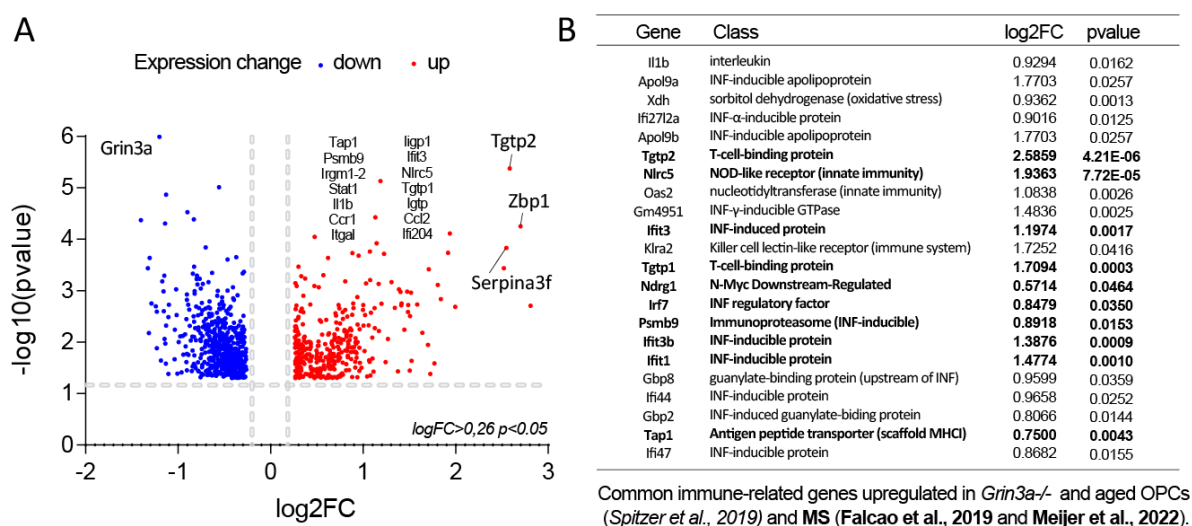 A
Expression change • down • up
-log10(pvalue)
6
5
4
3
2
1
0
Grin3a
Tap1
Psmb9
Irgm1-2
Stat1
Il1b
Ccr1
Itgal
Iigp1
Ifit3
Nlrc5
Tgtp1
Igtp
Ccl2
Ifi204
Tgtp2
Zbp1
Serpina3f
logFC>0,26 p<0.05
-2 -1 0 1 2 3
log2FC
B
Gene Class log2FC pvalue
Il1b interleukin 0.9294 0.0162
Apol9a INF-inducible apolipoprotein 1.7703 0.0257
Xdh sorbitol dehydrogenase (oxidative stress) 0.9362 0.0013
Ifi27l2a INF-α-inducible protein 0.9016 0.0125
Apol9b INF-inducible apolipoprotein 1.7703 0.0257
Tgtp2 T-cell-binding protein 2.5859 4.21E-06
Nlrc5 NOD-like receptor (innate immunity) 1.9363 7.72E-05
Oas2 nucleotidyltransferase (innate immunity) 1.0838 0.0026
Gm4951 INF-γ-inducible GTPase 1.4836 0.0025
Ifit3 INF-induced protein 1.1974 0.0017
Klra2 Killer cell lectin-like receptor (immune system) 1.7252 0.0416
Tgtp1 T-cell-binding protein 1.7094 0.0003
Ndrg1 N-Myc Downstream-Regulated 0.5714 0.0464
Irf7 INF regulatory factor 0.8479 0.0350
Psmb9 Immunoproteasome (INF-inducible) 0.8918 0.0153
Ifit3b INF-inducible protein 1.3876 0.0009
Ifit1 INF-inducible protein 1.4774 0.0010
Gbp8 guanylate-binding protein (upstream of INF) 0.9599 0.0359
Ifi44 INF-inducible protein 0.9658 0.0252
Gbp2 INF-induced guanylate-biding protein 0.8066 0.0144
Tap1 Antigen peptide transporter (scaffold MHCI) 0.7500 0.0043
Ifi47 INF-inducible protein 0.8682 0.0155
Common immune-related genes upregulated in Grin3a-/- and aged OPCs
(Spitzer et al., 2019) and MS (Falcao et al., 2019 and Meijer et al., 2022).